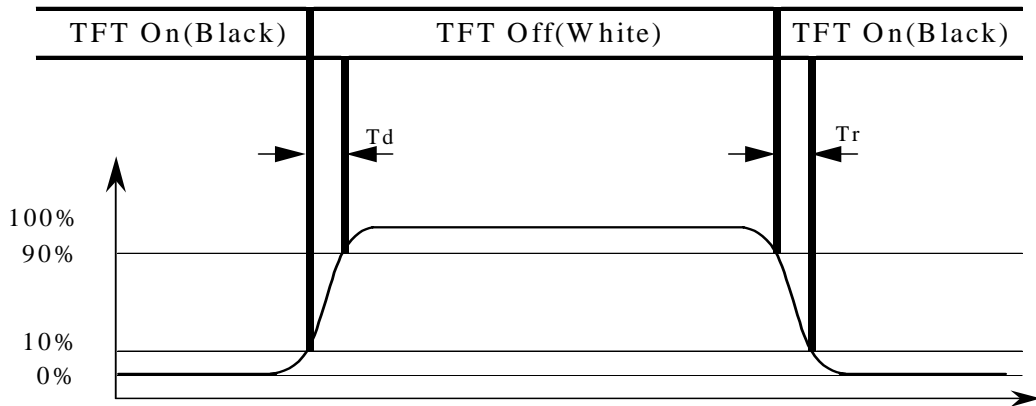 TFT On(Black) TFT Off(White) TFT On(Black)
Td Tr
100%
90%
10%
0%